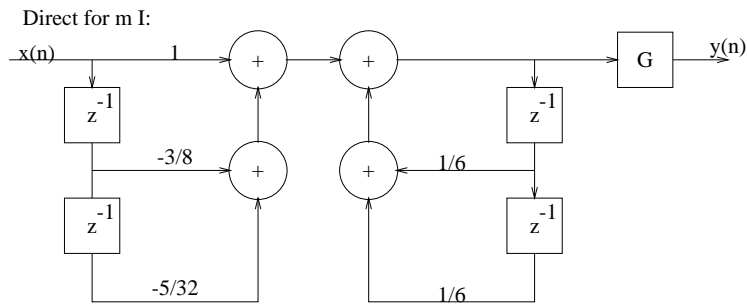 Direct for m I:
x(n) 1 + + G y(n)
z-1 z-1
-3/8 + + 1/6
z-1 z-1
-5/32 1/6